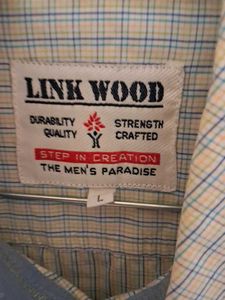 LINK WOOD
DURABILITY STRENGTH
QUALITY CRAFTED
STEP IN CREATION
THE MEN'S PARADISE
L